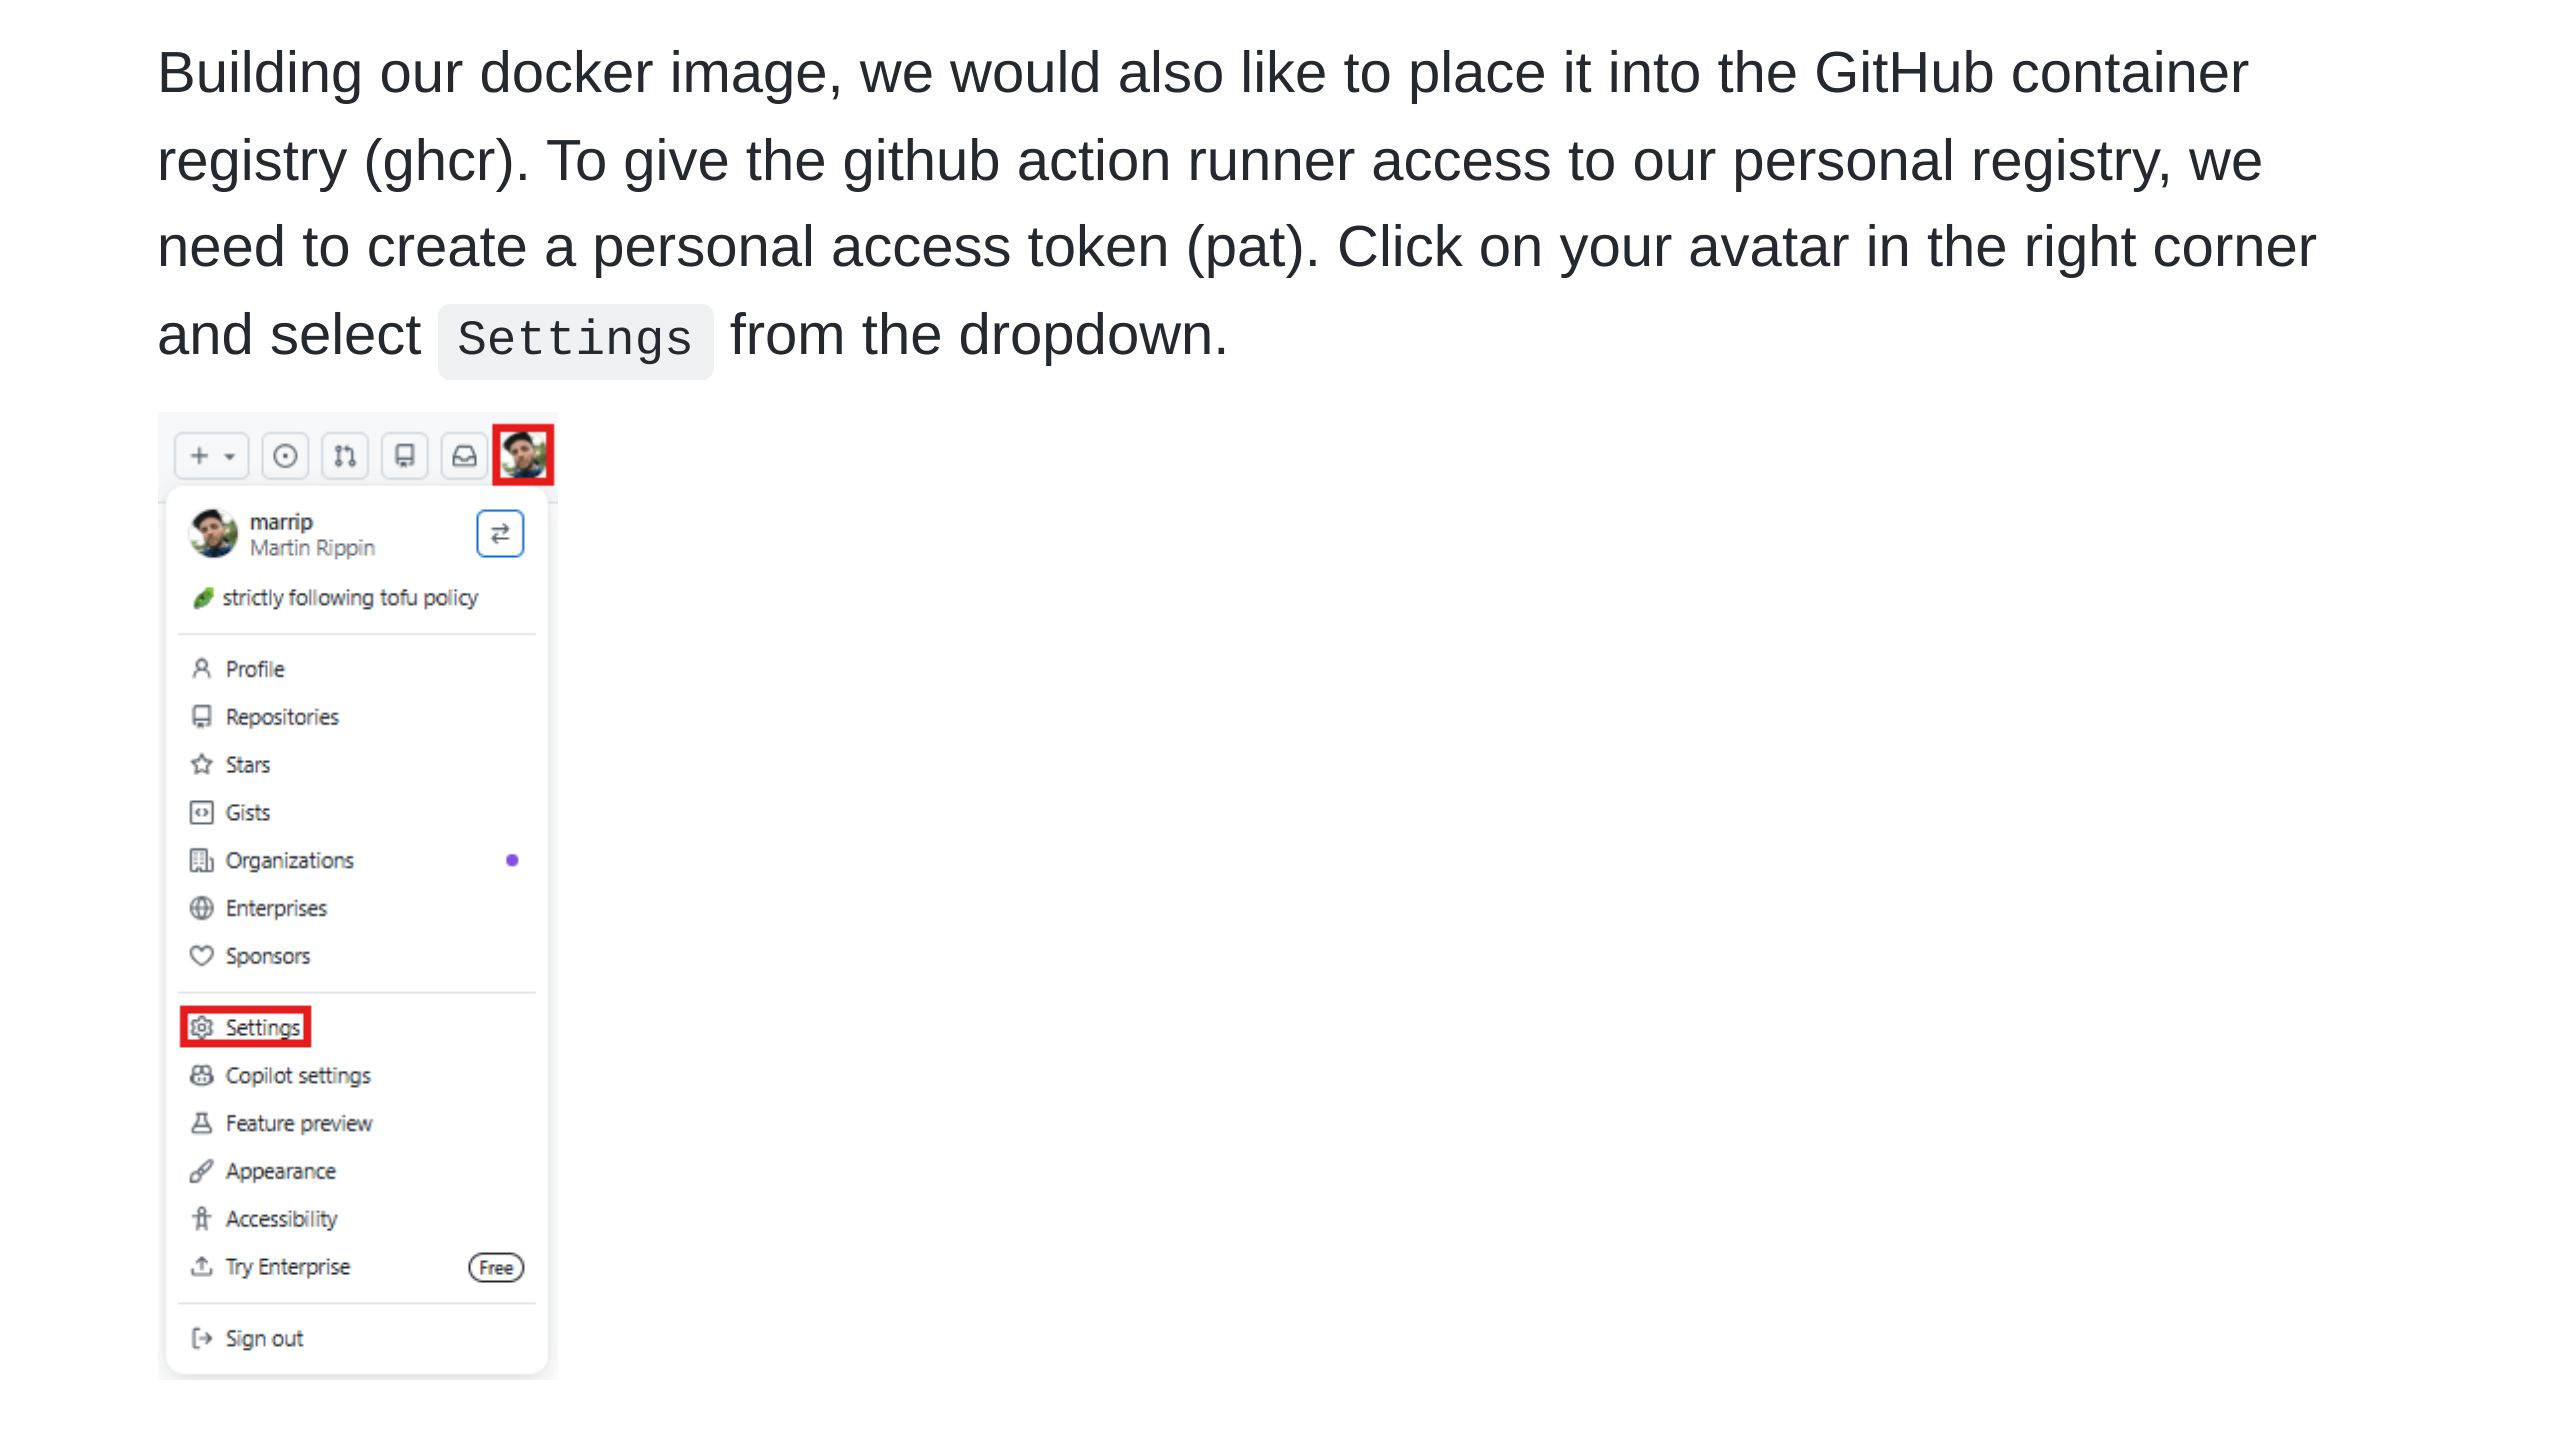 Building our docker image, we would also like to place it into the GitHub container
registry (ghcr). To give the github action runner access to our personal registry, we
need to create a personal access token (pat). Click on your avatar in the right corner
and select Settings from the dropdown.
marrip
Martin Rippin
strictly following tofu policy
Profile
Repositories
Stars
Gists
Organizations
Enterprises
Sponsors
Settings
Copilot settings
Feature preview
Appearance
Accessibility
Try Enterprise Free
Sign out